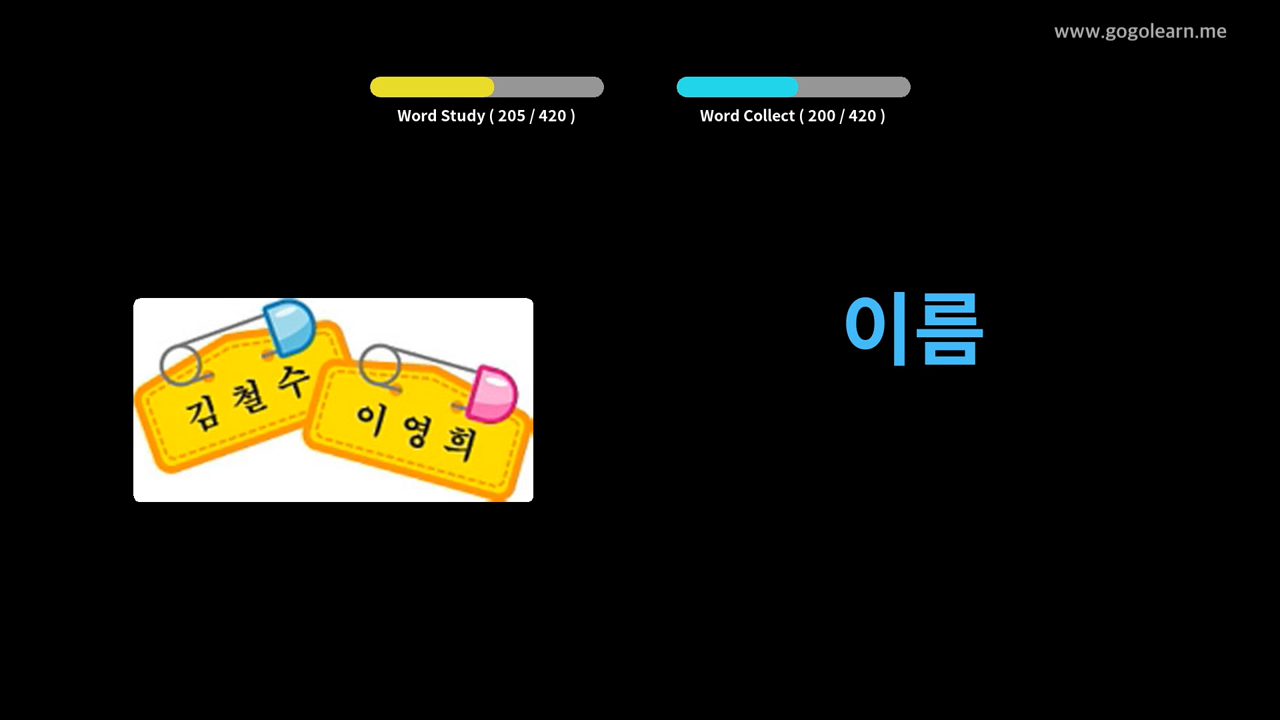 www.gogolearn.me
Word Study ( 205 / 420 )
Word Collect ( 200 / 420 )
김 철 수
이 영 희
이름